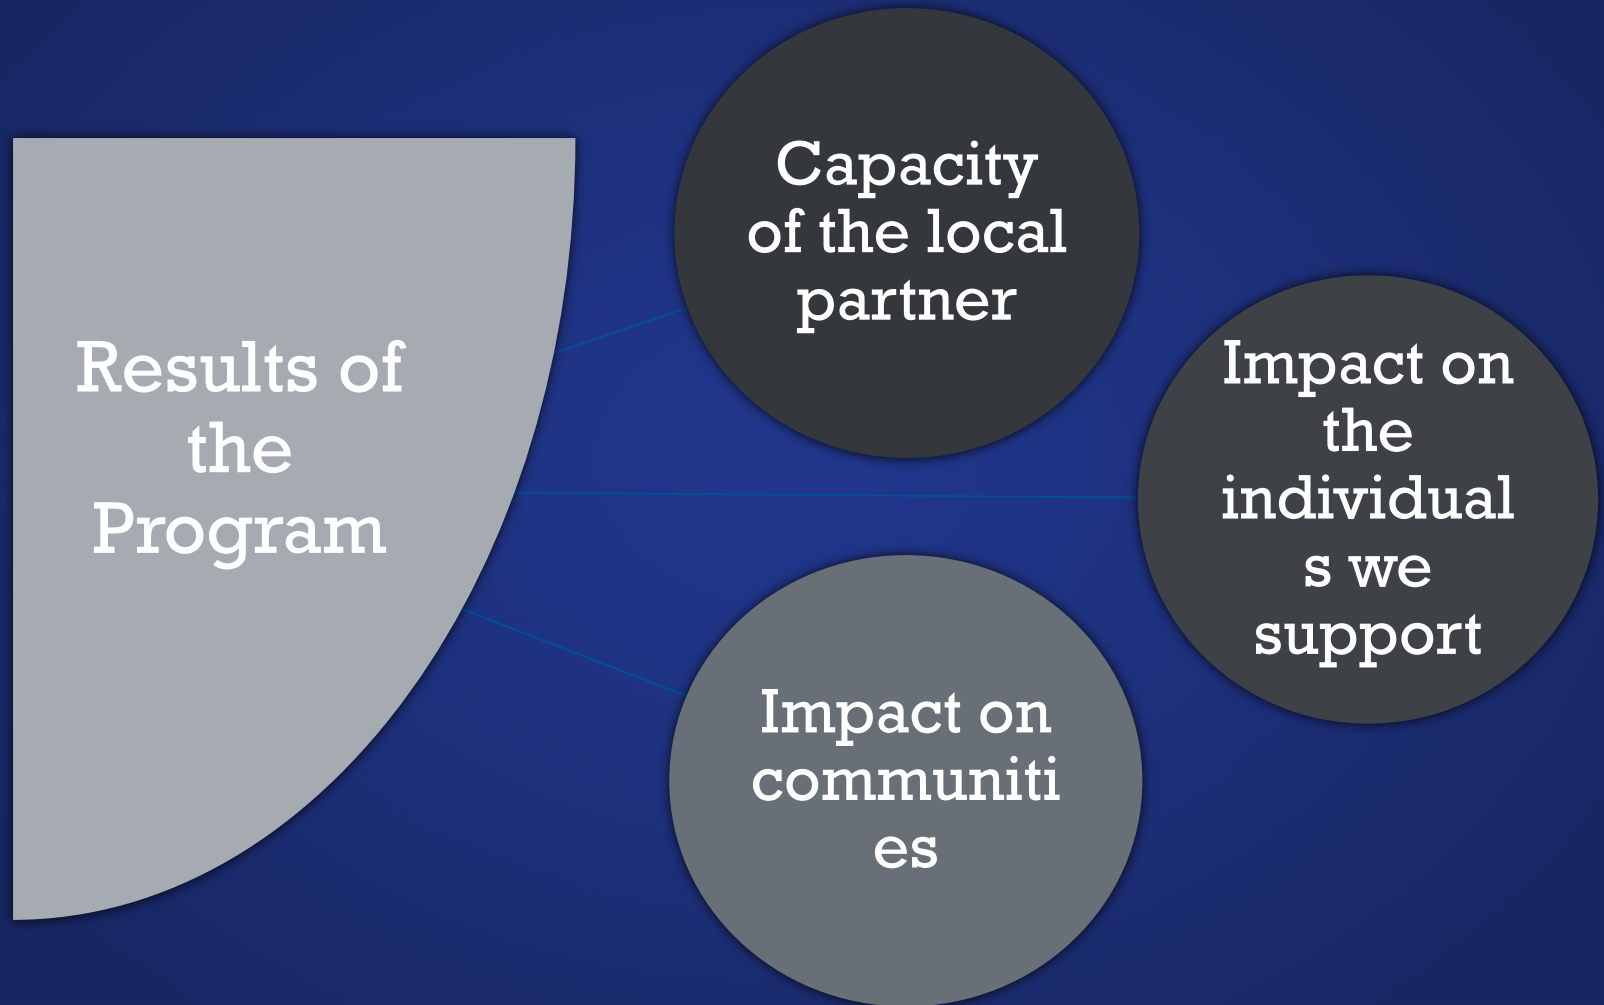 Results of
the
Program
Capacity
of the local
partner
Impact on
the
individual
s we
support
Impact on
communiti
es